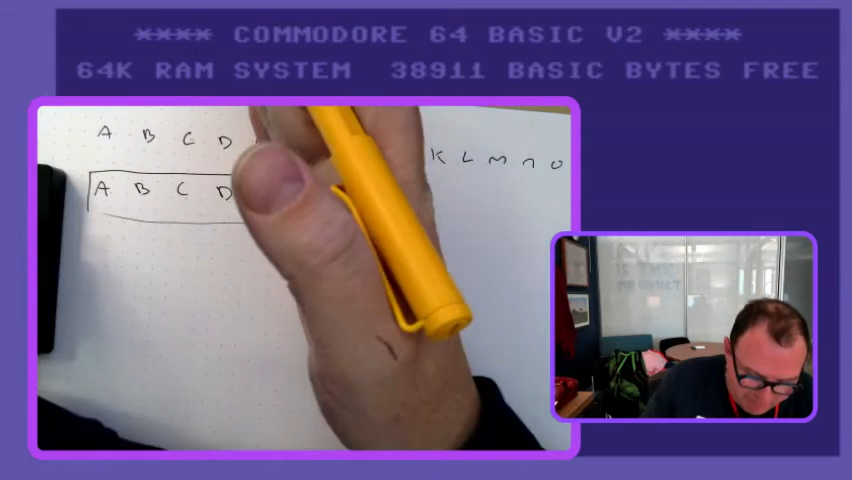 **** COMMODORE 64 BASIC V2 ****
64K RAM SYSTEM 38911 BASIC BYTES FREE
A B C D K L M N O
A B C D